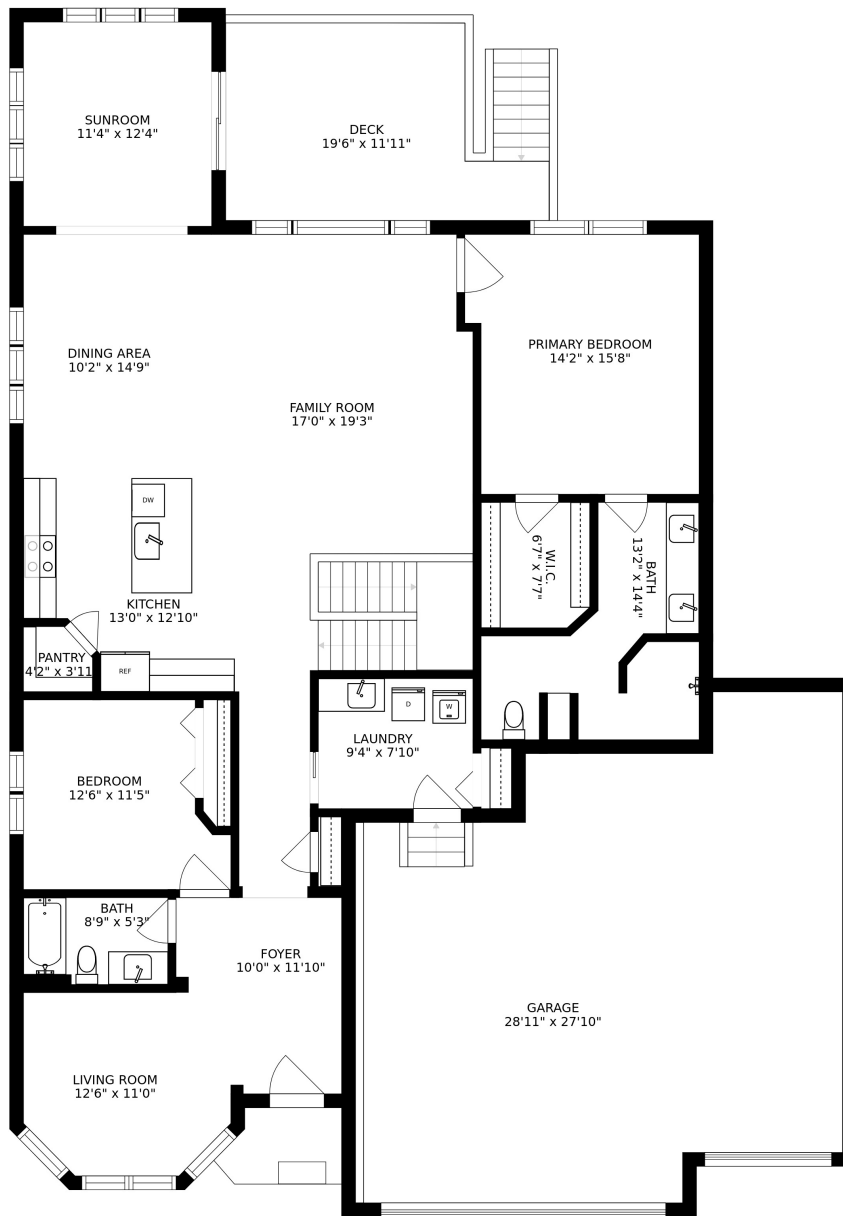 SUNROOM
11'4" x 12'4"
DECK
19'6" x 11'11"
DINING AREA
10'2" x 14'9"
FAMILY ROOM
17'0" x 19'3"
PRIMARY BEDROOM
14'2" x 15'8"
DW
KITCHEN
13'0" x 12'10"
W.I.C.
6'7" x 7'7"
BATH
13'2" x 14'4"
PANTRY
4'2" x 3'11
REF
D
W
LAUNDRY
9'4" x 7'10"
BEDROOM
12'6" x 11'5"
BATH
8'9" x 5'3"
FOYER
10'0" x 11'10"
GARAGE
28'11" x 27'10"
LIVING ROOM
12'6" x 11'0"